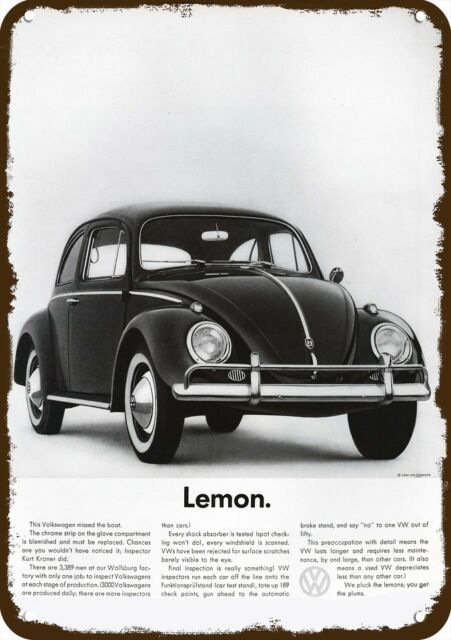 © 1960 VOLKSWAGEN
Lemon.
This Volkswagen missed the boat.
The chrome strip on the glove compartment
is blemished and must be replaced. Chances
are you wouldn't have noticed it; Inspector
Kurt Kroner did.
There are 3,389 men at our Wolfsburg fac-
tory with only one job: to inspect Volkswagens
at each stage of production. (3000 Volkswagens
are produced daily; there are more inspectors
than cars.)
Every shock absorber is tested (spot check-
ing won't do), every windshield is scanned.
VWs have been rejected for surface scratches
barely visible to the eye.
Final inspection is really something! VW
inspectors run each car off the line onto the
Funktionsprüfstand (car test stand), tote up 189
check points, gun ahead to the automatic
brake stand, and say "no" to one VW out of
fifty.
This preoccupation with detail means the
VW lasts longer and requires less mainte-
nance, by and large, than other cars. (It also
means a used VW depreciates
less than any other car.)
We pluck the lemons; you get
the plums.